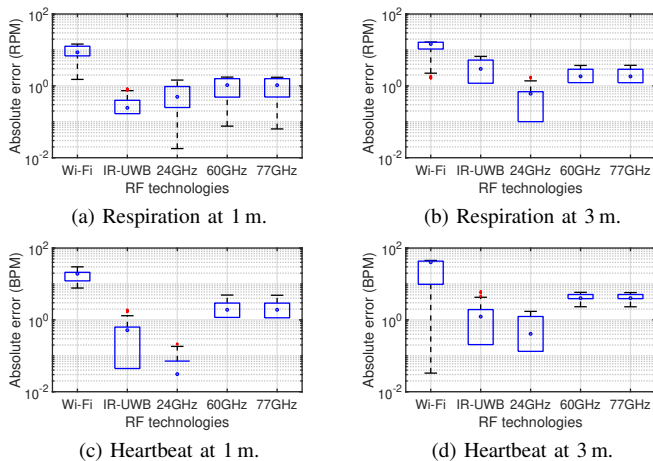 Absolute error (RPM)
10^2
10^0
10^-2
Wi-Fi IR-UWB 24GHz 60GHz 77GHz
RF technologies
(a) Respiration at 1 m.
Absolute error (RPM)
10^2
10^0
10^-2
Wi-Fi IR-UWB 24GHz 60GHz 77GHz
RF technologies
(b) Respiration at 3 m.
Absolute error (BPM)
10^2
10^0
10^-2
Wi-Fi IR-UWB 24GHz 60GHz 77GHz
RF technologies
(c) Heartbeat at 1 m.
Absolute error (BPM)
10^2
10^0
10^-2
Wi-Fi IR-UWB 24GHz 60GHz 77GHz
RF technologies
(d) Heartbeat at 3 m.